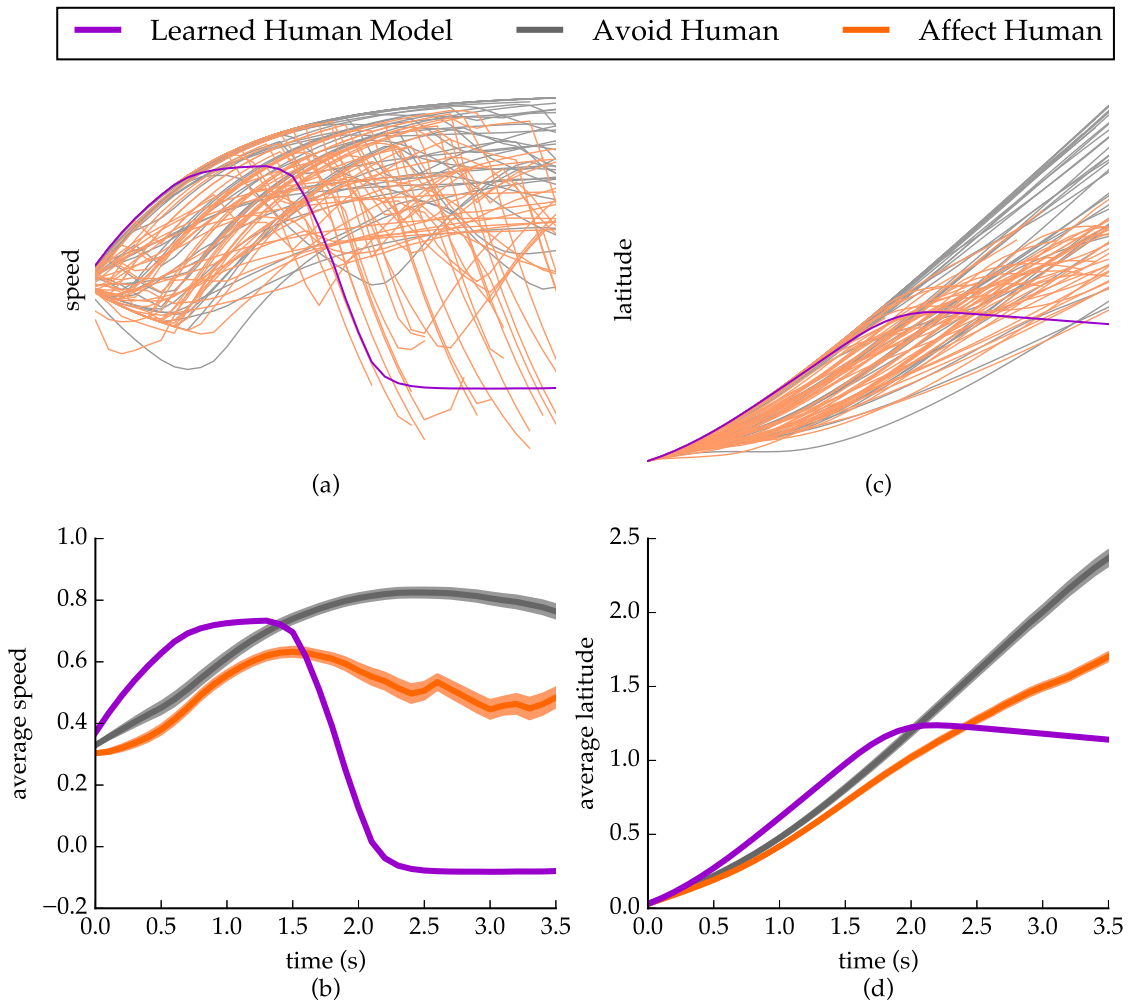 Learned Human Model Avoid Human Affect Human
speed
(a)
latitude
(c)
average speed
1.0
0.8
0.6
0.4
0.2
0.0
−0.2
0.0 0.5 1.0 1.5 2.0 2.5 3.0 3.5
time (s)
(b)
average latitude
2.5
2.0
1.5
1.0
0.5
0.0
0.0 0.5 1.0 1.5 2.0 2.5 3.0 3.5
time (s)
(d)